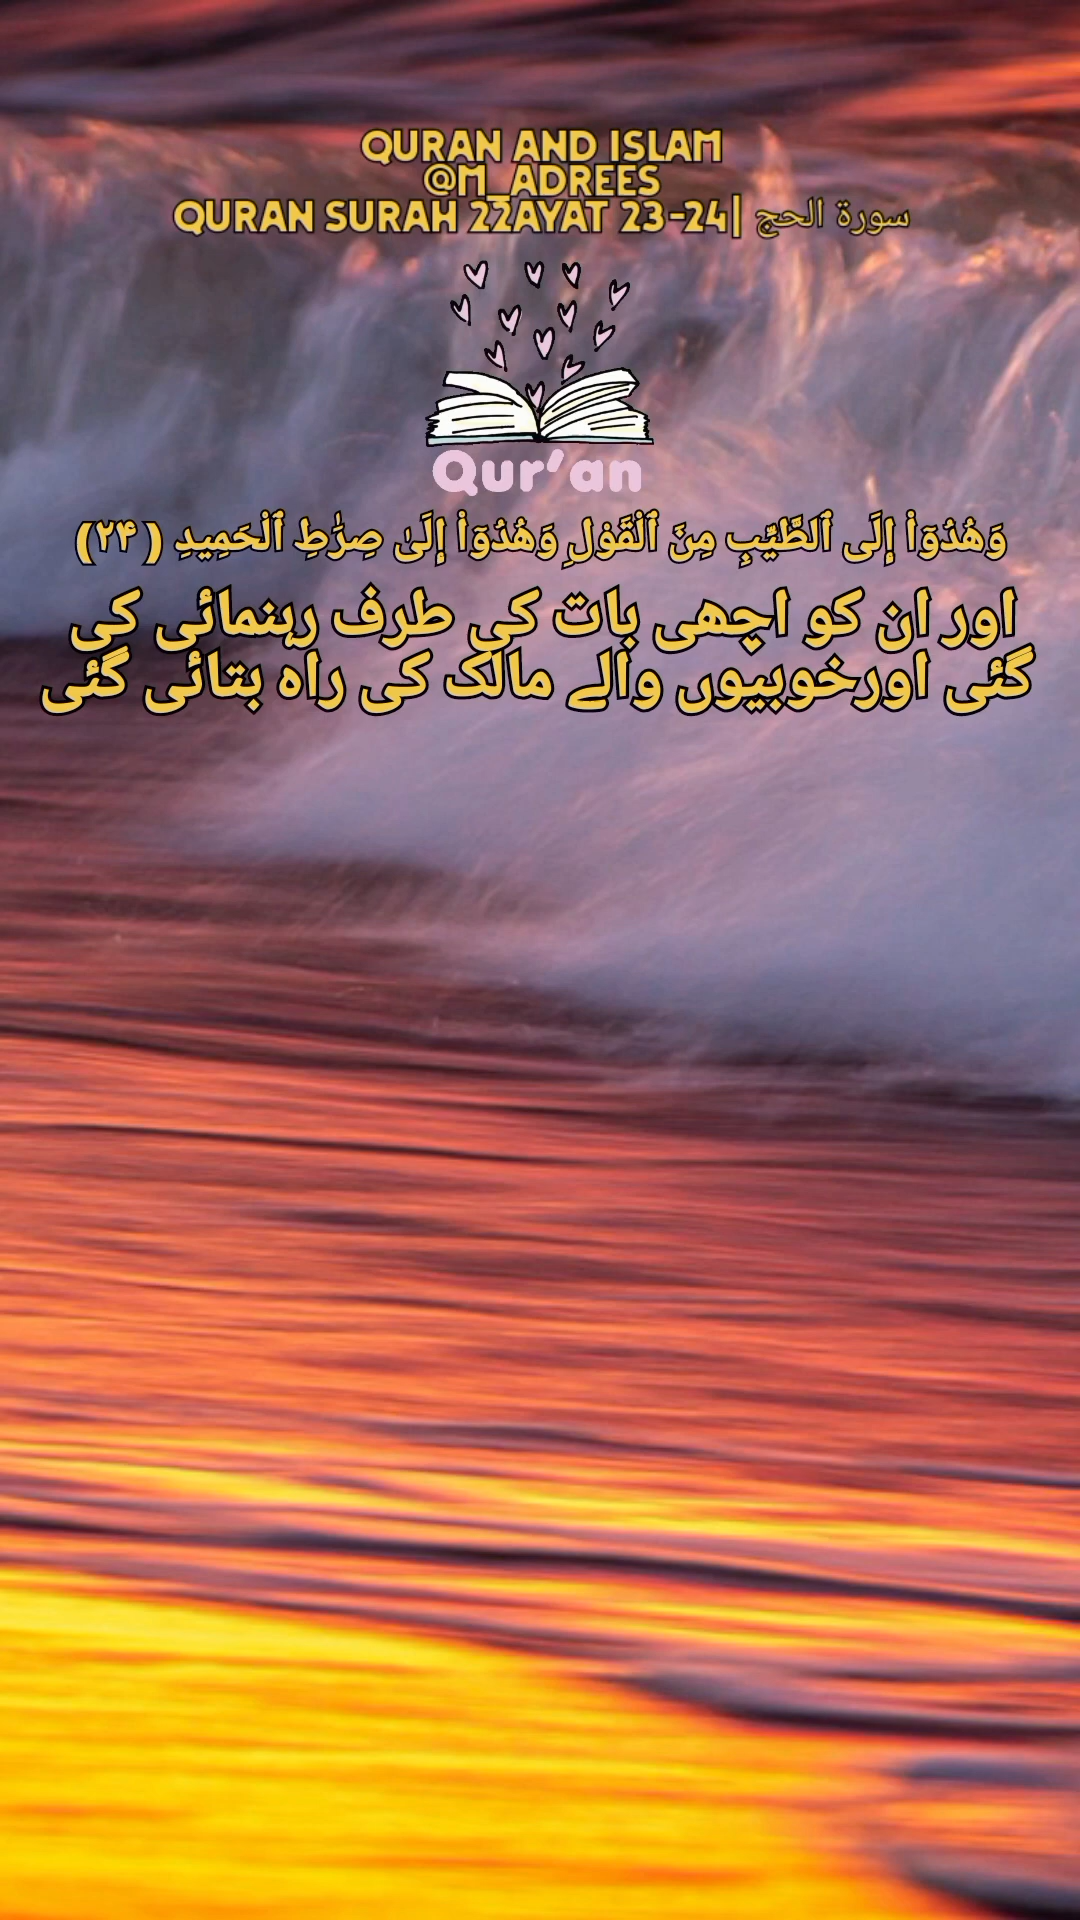 QURAN AND ISLAM
@M_ADREES
QURAN SURAH 22AYAT 23-24| سورة الحج
Qur'an
وَهُدُوٓا۟ إِلَى ٱلطَّيِّبِ مِنَ ٱلْقَوْلِ وَهُدُوٓا۟ إِلَىٰ صِرَٰطِ ٱلْحَمِيدِ (۲۴)
اور ان کو اچھی بات کی طرف رہنمائی کی
گئی اورخوبیوں والے مالک کی راہ بتائی گئی